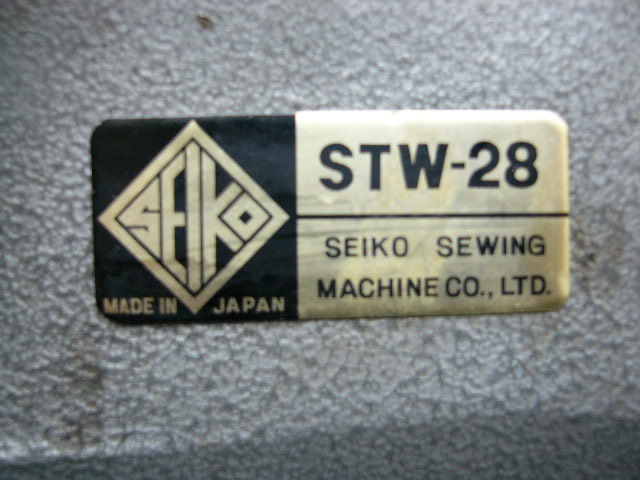 SEIKO
MADE IN JAPAN
STW-28
SEIKO SEWING
MACHINE CO., LTD.